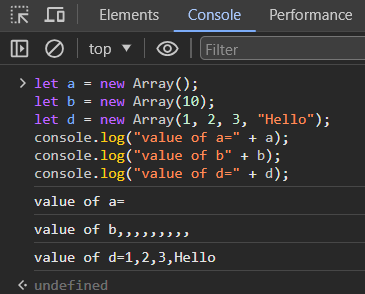 Elements Console Performance
top Filter
let a = new Array();
let b = new Array(10);
let d = new Array(1, 2, 3, "Hello");
console.log("value of a=" + a);
console.log("value of b" + b);
console.log("value of d=" + d);
value of a=
value of b,,,,,,,,,
value of d=1,2,3,Hello
undefined